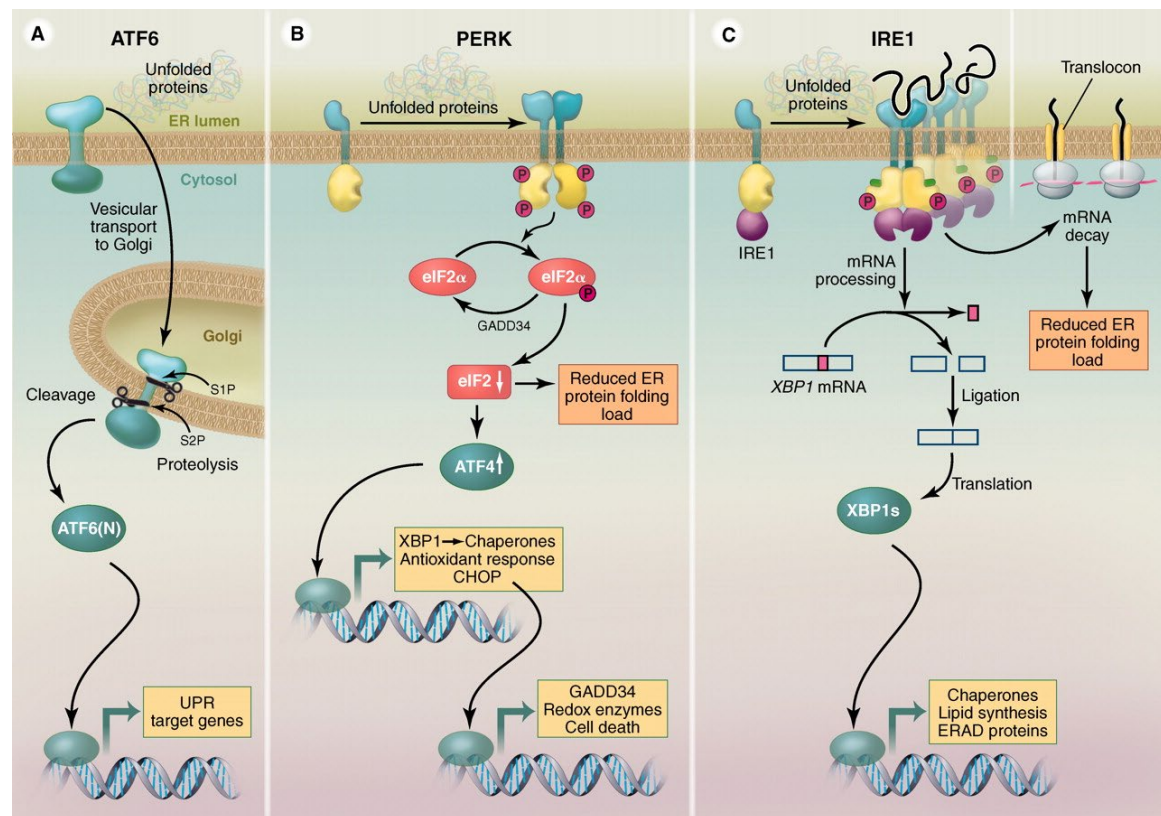 A
ATF6
Unfolded
proteins
ER lumen
Cytosol
Vesicular
transport
to Golgi
Golgi
Cleavage
S1P
S2P
Proteolysis
ATF6(N)
UPR
target genes
B
PERK
Unfolded proteins
P
P
P
P
eIF2α
eIF2α
P
GADD34
eIF2
Reduced ER
protein folding
load
ATF4
XBP1→Chaperones
Antioxidant response
CHOP
GADD34
Redox enzymes
Cell death
C
IRE1
Unfolded
proteins
Translocon
P
P
P
P
IRE1
mRNA
processing
mRNA
decay
Reduced ER
protein folding
load
XBP1 mRNA
Ligation
Translation
XBP1s
Chaperones
Lipid synthesis
ERAD proteins